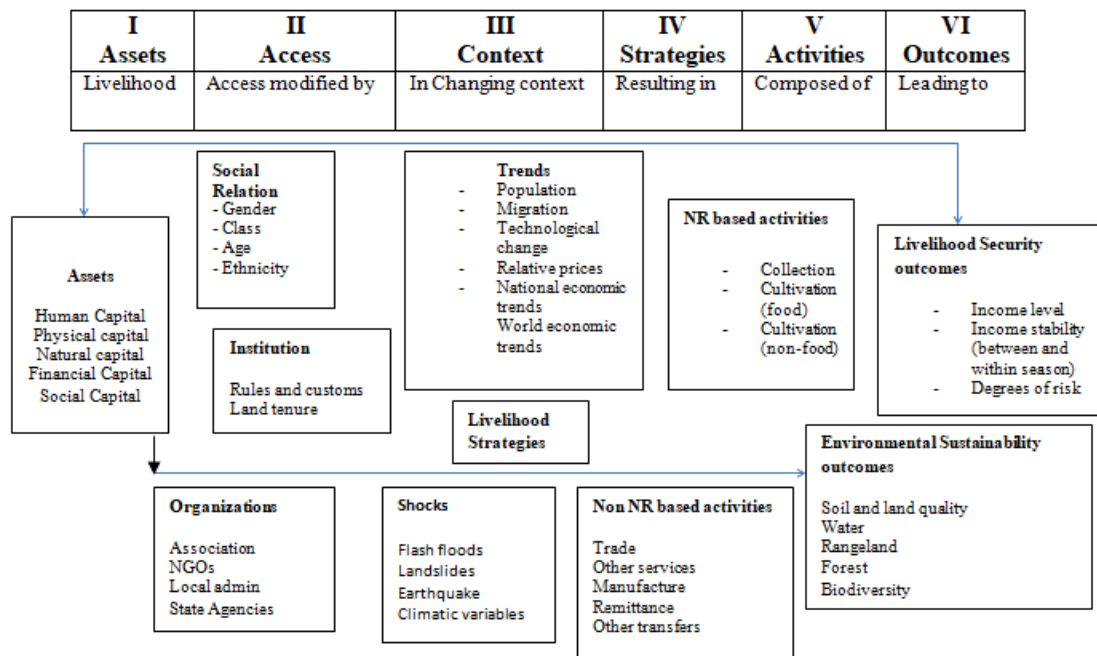 I II III IV V VI
Assets Access Context Strategies Activities Outcomes
Livelihood Access modified by In Changing context Resulting in Composed of Leading to
Social
Relation
- Gender
- Class
- Age
- Ethnicity
Trends
- Population
- Migration
- Technological
change
- Relative prices
- National economic
trends
World economic
trends
NR based activities
- Collection
- Cultivation
(food)
- Cultivation
(non-food)
Livelihood Security
outcomes
- Income level
- Income stability
(between and
within season)
- Degrees of risk
Assets
Human Capital
Physical capital
Natural capital
Financial Capital
Social Capital
Institution
Rules and customs
Land tenure
Livelihood
Strategies
Environmental Sustainability
outcomes
Soil and land quality
Water
Rangeland
Forest
Biodiversity
Organizations
Association
NGOs
Local admin
State Agencies
Shocks
Flash floods
Landslides
Earthquake
Climatic variables
Non NR based activities
Trade
Other services
Manufacture
Remittance
Other transfers